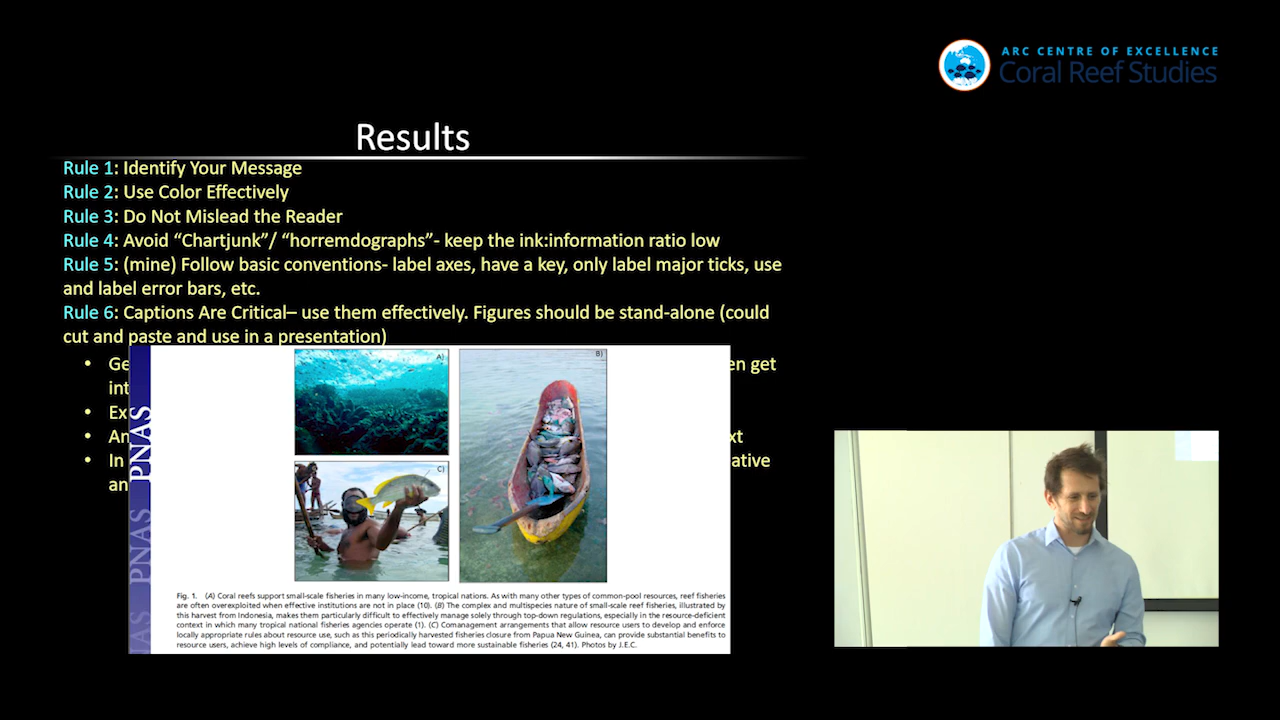 ARC CENTRE OF EXCELLENCE
Coral Reef Studies
Results
Rule 1: Identify Your Message
Rule 2: Use Color Effectively
Rule 3: Do Not Mislead the Reader
Rule 4: Avoid “Chartjunk”/ “horremdographs”- keep the ink:information ratio low
Rule 5: (mine) Follow basic conventions- label axes, have a key, only label major ticks, use
and label error bars, etc.
Rule 6: Captions Are Critical– use them effectively. Figures should be stand-alone (could
cut and paste and use in a presentation)
get
In
PNAS
PNAS
A)
B)
C)
Fig. 1. (A) Coral reefs support small-scale fisheries in many low-income, tropical nations. As with many other types of common-pool resources, reef fisheries
are often overexploited when effective institutions are not in place (10). (B) The complex and multispecies nature of small-scale reef fisheries, illustrated by
this harvest from Indonesia, makes them particularly difficult to effectively manage solely through top-down regulations, especially in the resource-deficient
context in which many tropical national fisheries agencies operate (1). (C) Comanagement arrangements that allow resource users to develop and enforce
locally appropriate rules about resource use, such as this periodically harvested fisheries closure from Papua New Guinea, can provide substantial benefits to
resource users, achieve high levels of compliance, and potentially lead toward more sustainable fisheries (24, 41). Photos by J.E.C.